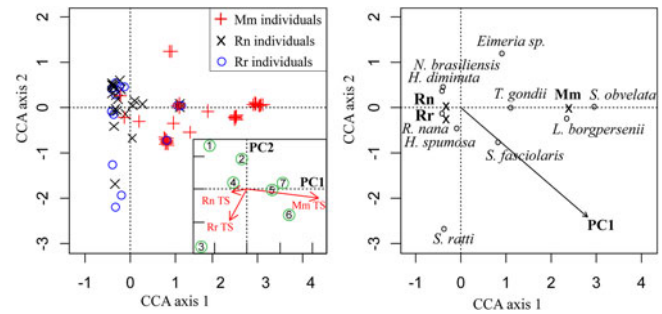 2
1
0
-1
-2
-3
CCA axis 2
+ Mm individuals
× Rn individuals
○ Rr individuals
PC2
PC1
1
2
3
4
5
6
7
Rn TS
Mm TS
Rr TS
-1 0 1 2 3 4
CCA axis 1
2
1
0
-1
-2
-3
CCA axis 2
Eimeria sp.
N. brasiliensis
H. diminuta
T. gondii
Mm
S. obvelata
Rn
Rr
R. nana
L. borgpersenii
H. spumosa
S. fasciolaris
PC1
S. ratti
-1 0 1 2 3 4
CCA axis 1